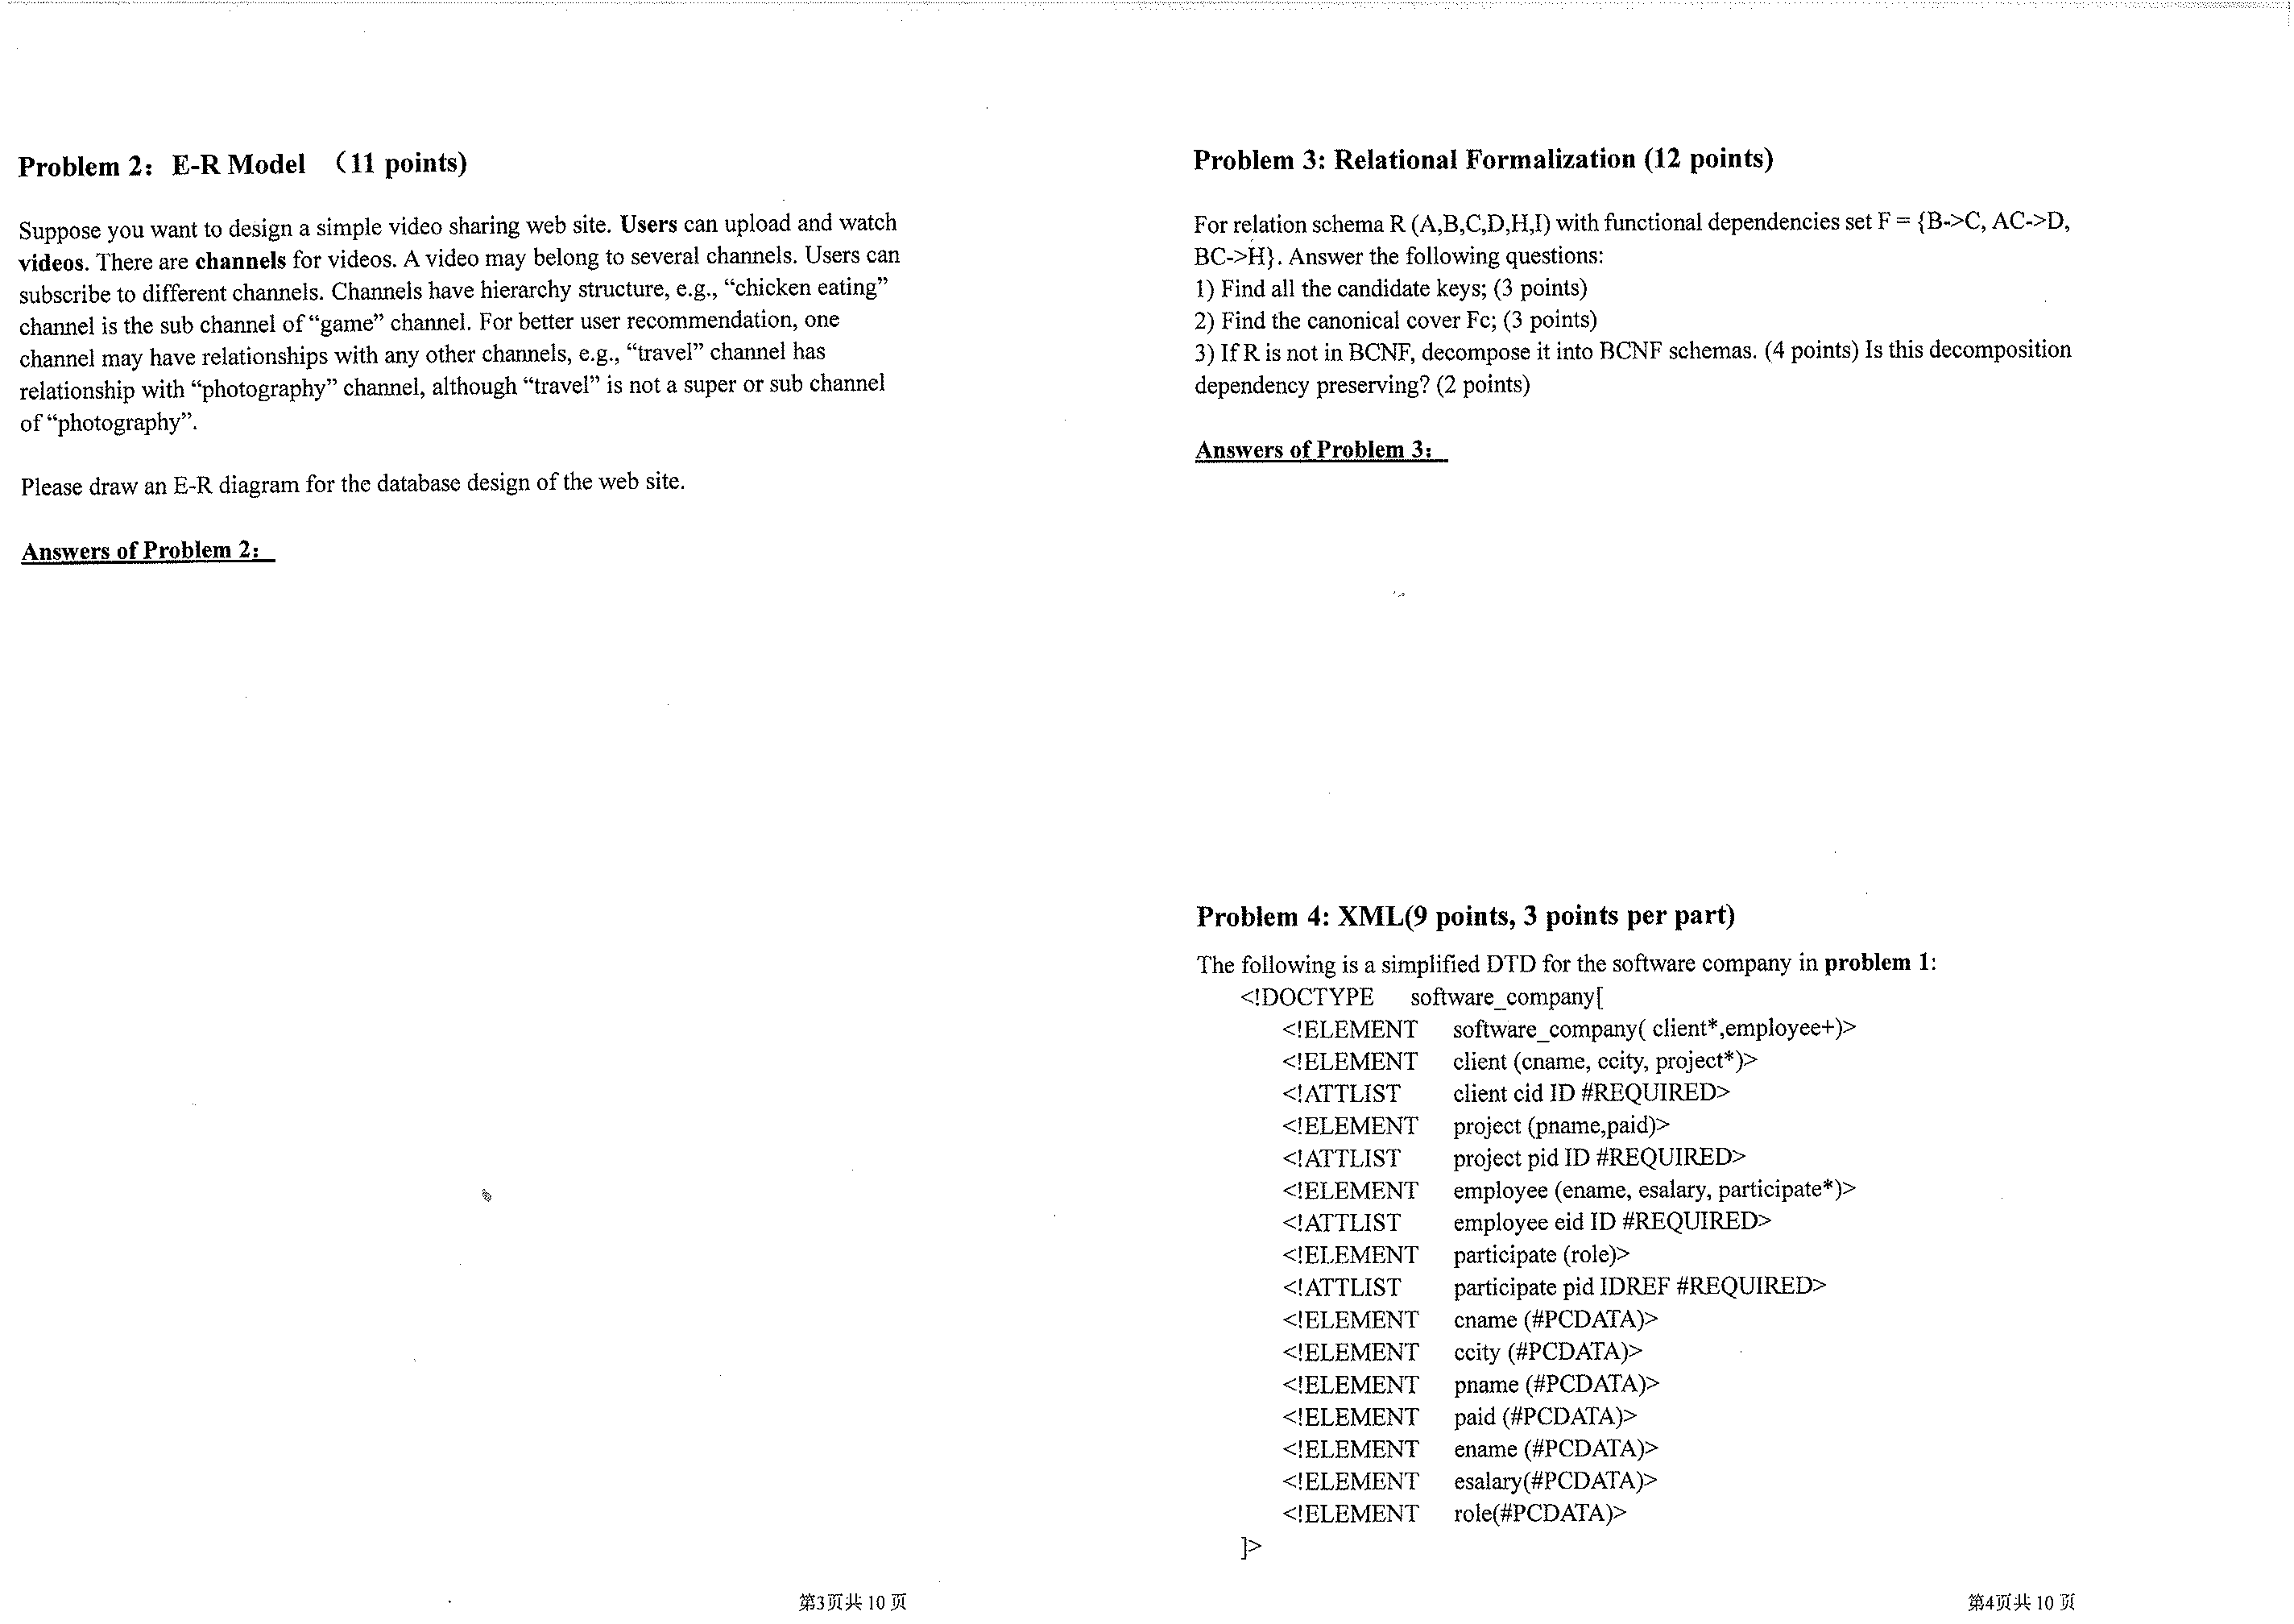 Problem 2: E-R Model （11 points)
Suppose you want to design a simple video sharing web site. Users can upload and watch
videos. There are channels for videos. A video may belong to several channels. Users can
subscribe to different channels. Channels have hierarchy structure, e.g., “chicken eating”
channel is the sub channel of “game” channel. For better user recommendation, one
channel may have relationships with any other channels, e.g., “travel” channel has
relationship with “photography” channel, although “travel” is not a super or sub channel
of “photography”.
Please draw an E-R diagram for the database design of the web site.
Answers of Problem 2:
第3页共 10 页
Problem 3: Relational Formalization (12 points)
For relation schema R (A,B,C,D,H,I) with functional dependencies set F = {B->C, AC->D,
BC->H}. Answer the following questions:
1) Find all the candidate keys; (3 points)
2) Find the canonical cover Fc; (3 points)
3) If R is not in BCNF, decompose it into BCNF schemas. (4 points) Is this decomposition
dependency preserving? (2 points)
Answers of Problem 3:
Problem 4: XML(9 points, 3 points per part)
The following is a simplified DTD for the software company in problem 1:
<!DOCTYPE software_company[
<!ELEMENT software_company( client*,employee+)>
<!ELEMENT client (cname, ccity, project*)>
<!ATTLIST client cid ID #REQUIRED>
<!ELEMENT project (pname,paid)>
<!ATTLIST project pid ID #REQUIRED>
<!ELEMENT employee (ename, esalary, participate*)>
<!ATTLIST employee eid ID #REQUIRED>
<!ELEMENT participate (role)>
<!ATTLIST participate pid IDREF #REQUIRED>
<!ELEMENT cname (#PCDATA)>
<!ELEMENT ccity (#PCDATA)>
<!ELEMENT pname (#PCDATA)>
<!ELEMENT paid (#PCDATA)>
<!ELEMENT ename (#PCDATA)>
<!ELEMENT esalary(#PCDATA)>
<!ELEMENT role(#PCDATA)>
]>
第4页共 10 页